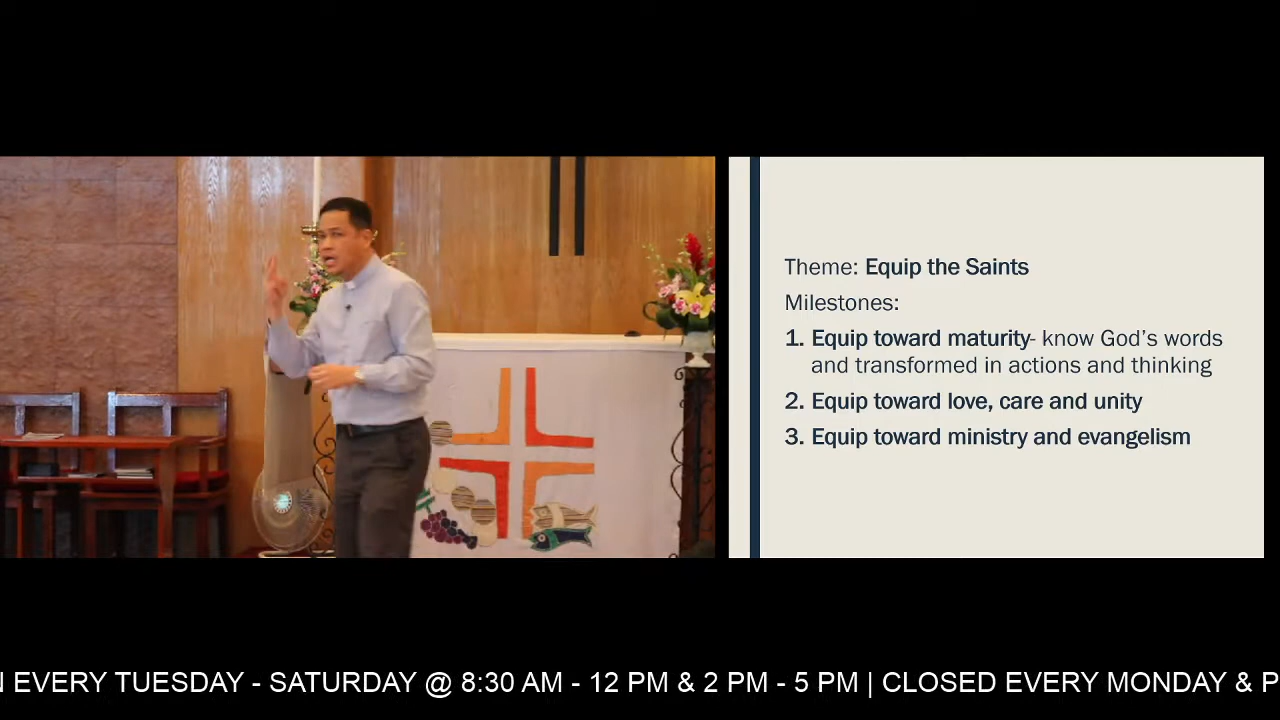 Theme: Equip the Saints
Milestones:
1. Equip toward maturity- know God's words
and transformed in actions and thinking
2. Equip toward love, care and unity
3. Equip toward ministry and evangelism
EVERY TUESDAY - SATURDAY @ 8:30 AM - 12 PM & 2 PM - 5 PM | CLOSED EVERY MONDAY &